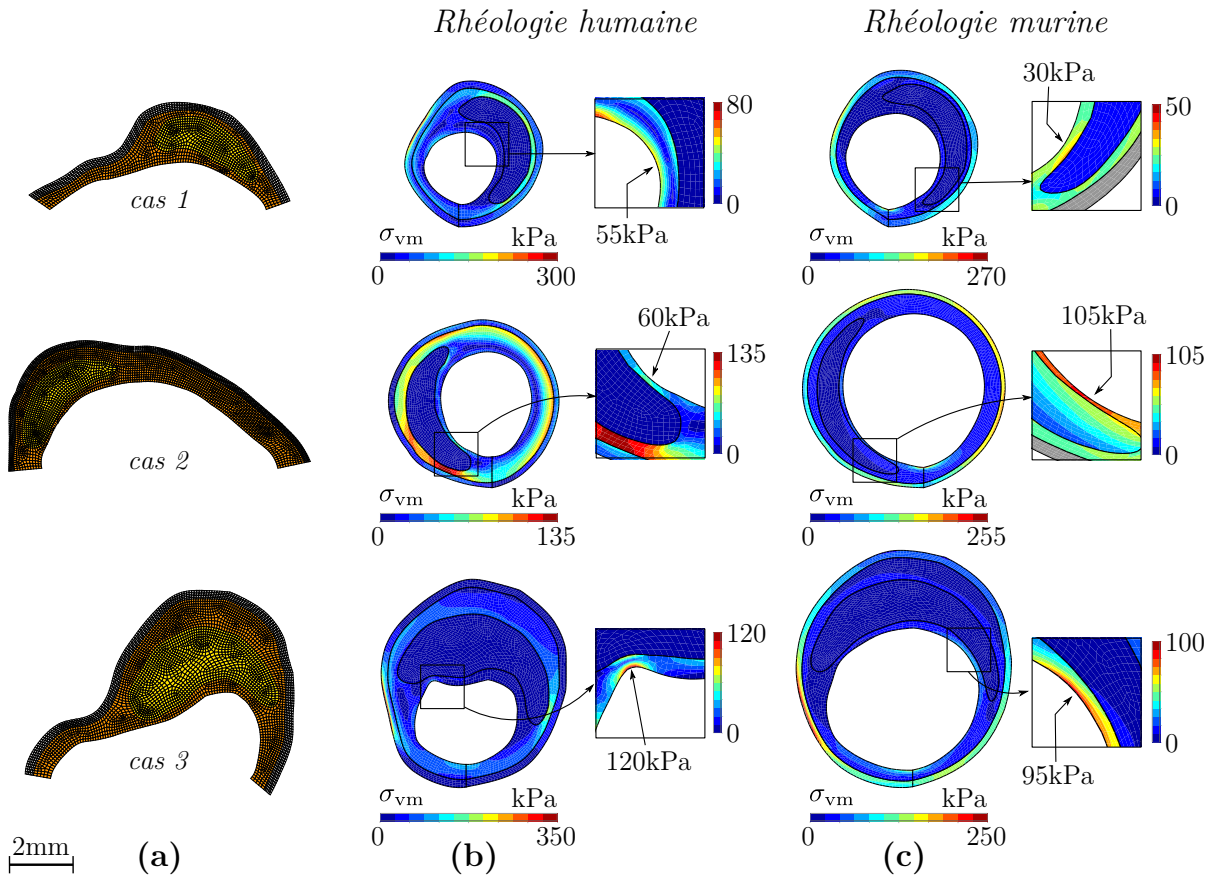 Rhéologie humaine
Rhéologie murine
cas 1
80
0
55kPa
σvm kPa
0 300
30kPa
50
0
σvm kPa
0 270
cas 2
60kPa
135
0
σvm kPa
0 135
105kPa
105
0
σvm kPa
0 255
cas 3
120
0
120kPa
σvm kPa
0 350
100
0
95kPa
σvm kPa
0 250
2mm
(a)
(b)
(c)